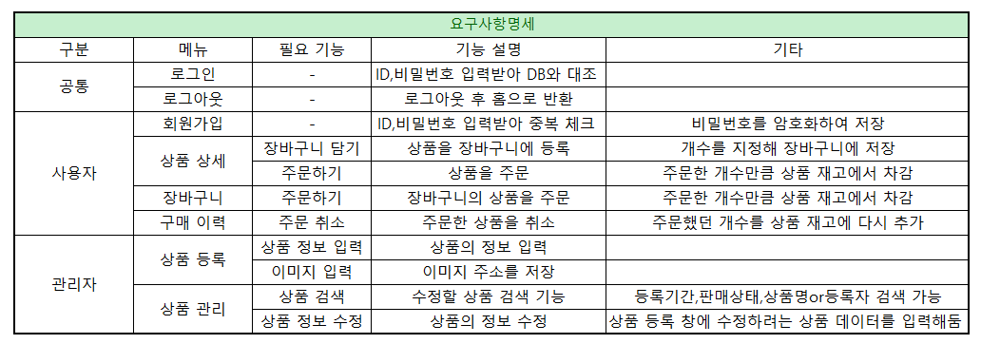 요구사항명세
구분 메뉴 필요 기능 기능 설명 기타
공통 로그인 - ID,비밀번호 입력받아 DB와 대조
로그아웃 - 로그아웃 후 홈으로 반환
사용자 회원가입 - ID,비밀번호 입력받아 중복 체크 비밀번호를 암호화하여 저장
상품 상세 장바구니 담기 상품을 장바구니에 등록 개수를 지정해 장바구니에 저장
주문하기 상품을 주문 주문한 개수만큼 상품 재고에서 차감
장바구니 주문하기 장바구니의 상품을 주문 주문한 개수만큼 상품 재고에서 차감
구매 이력 주문 취소 주문한 상품을 취소 주문했던 개수를 상품 재고에 다시 추가
관리자 상품 등록 상품 정보 입력 상품의 정보 입력
이미지 입력 이미지 주소를 저장
상품 관리 상품 검색 수정할 상품 검색 기능 등록기간,판매상태,상품명or등록자 검색 가능
상품 정보 수정 상품의 정보 수정 상품 등록 창에 수정하려는 상품 데이터를 입력해둠